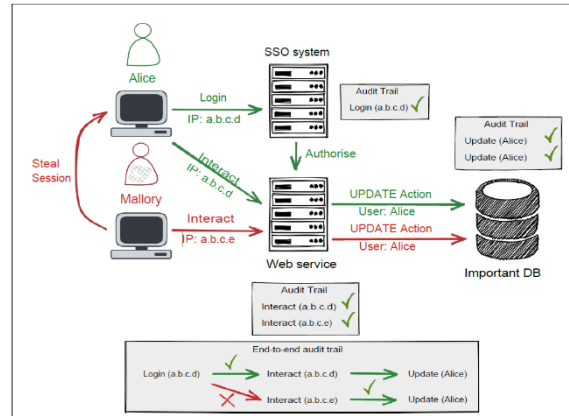 SSO system
Alice
Login
IP: a.b.c.d
Audit Trail
Login (a.b.c.d)
Audit Trail
Update (Alice)
Update (Alice)
Steal
Session
Interact
IP: a.b.c.d
Authorise
Mallory
UPDATE Action
User: Alice
Interact
IP: a.b.c.e
UPDATE Action
User: Alice
Web service
Important DB
Audit Trail
Interact (a.b.c.d)
Interact (a.b.c.e)
End-to-end audit trail
Login (a.b.c.d) Interact (a.b.c.d) Update (Alice)
Interact (a.b.c.e) Update (Alice)